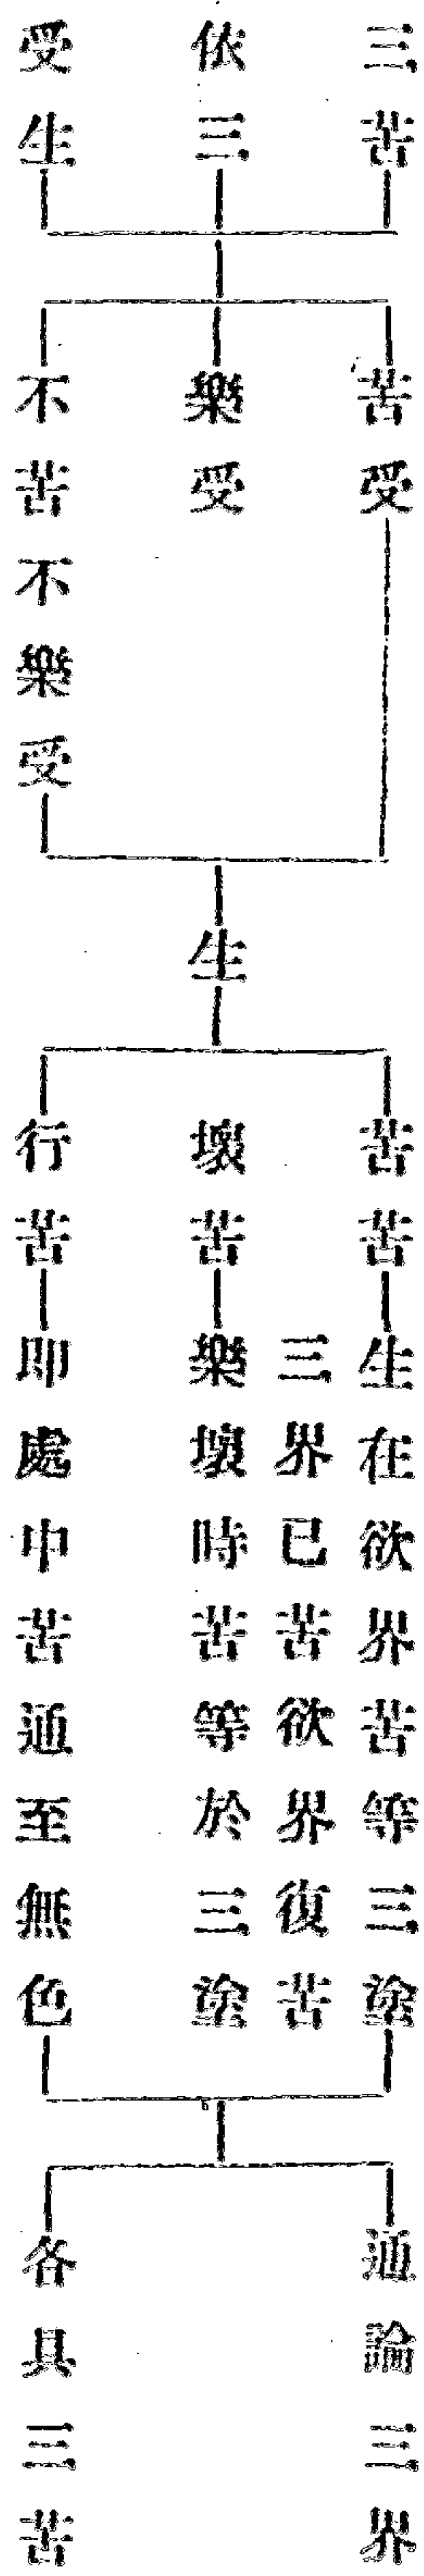 三苦
依三
受生
苦受
樂受
不苦不樂受
生
苦苦
生在欲界苦等三塗
三界已苦欲界復苦
壞苦
樂壞時苦等於三塗
行苦
即處中苦通至無色
通論三界
各具三苦